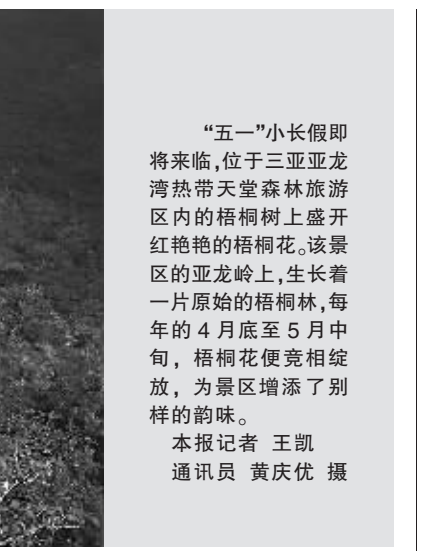 “五一”小长假即
将来临,位于三亚亚龙
湾热带天堂森林旅游
区内的梧桐树上盛开
红艳艳的梧桐花。该景
区的亚龙岭上,生长着
一片原始的梧桐林,每
年的 4 月底至 5 月中
旬，梧桐花便竞相绽
放，为景区增添了别
样的韵味。
本报记者 王凯
通讯员 黄庆优 摄